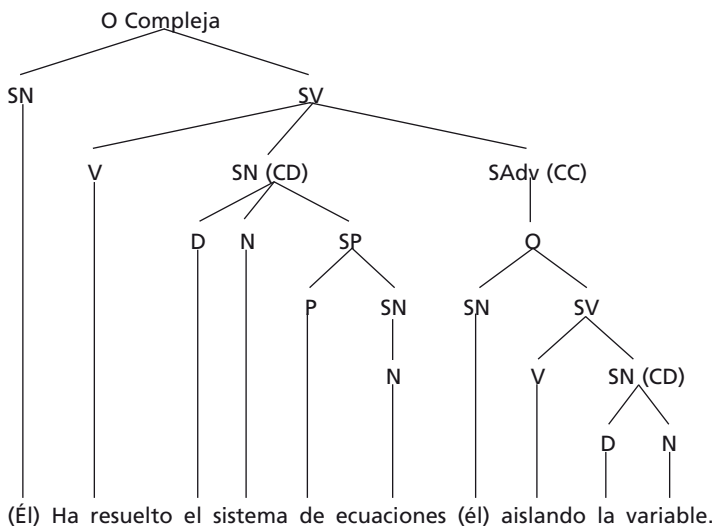 O Compleja
SN SV
V SN (CD) SAdv (CC)
D N SP O
P SN SN SV
N V SN (CD)
D N
(Él) Ha resuelto el sistema de ecuaciones (él) aislando la variable.